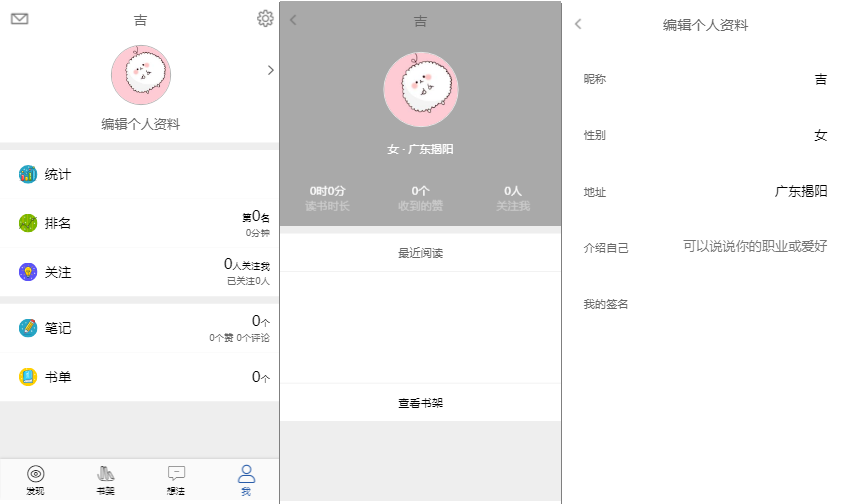 吉
编辑个人资料
统计
排名
第0名
0分钟
关注
0人关注我
已关注0人
笔记
0个
0个赞 0个评论
书单
0个
发现
书架
想法
我
吉
女 - 广东揭阳
0时0分 0个 0人
读书时长 收到的赞 关注我
最近阅读
查看书架
编辑个人资料
昵称 吉
性别 女
地址 广东揭阳
介绍自己 可以说说你的职业或爱好
我的签名